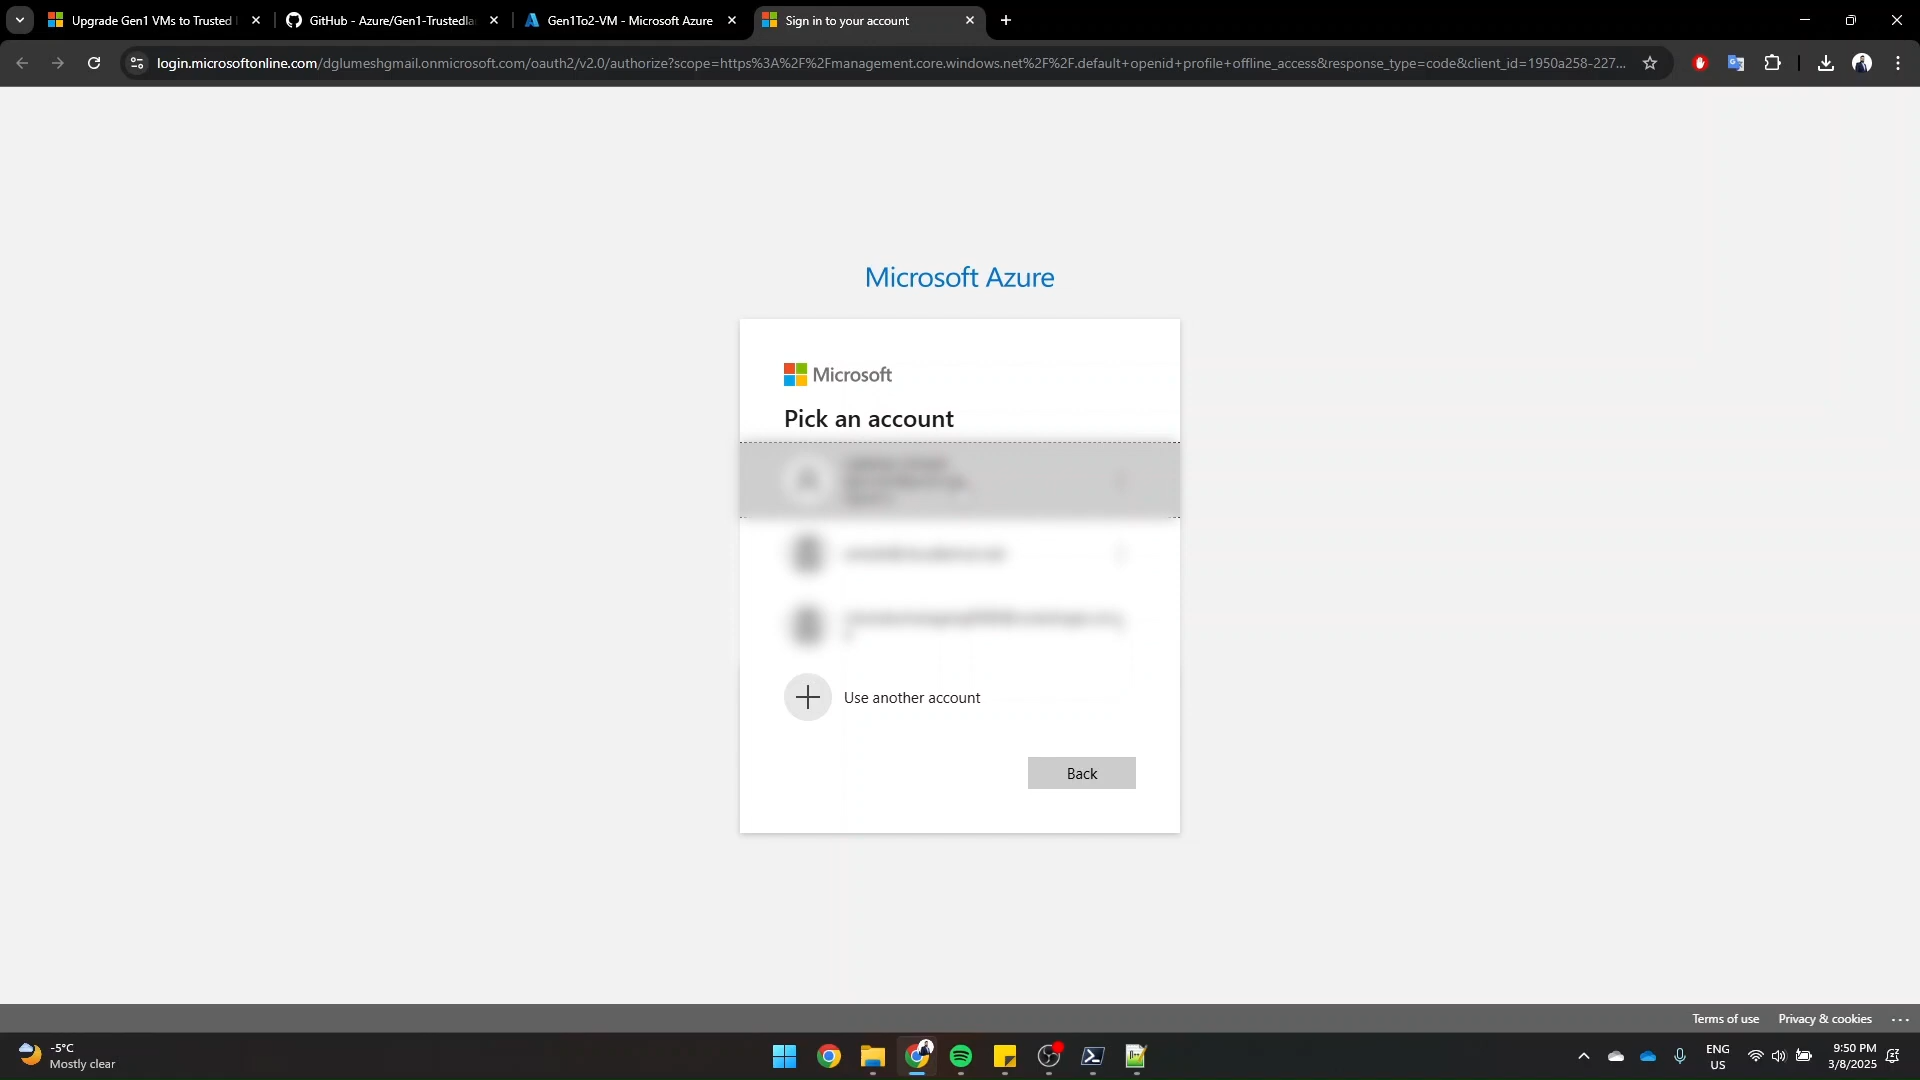 Upgrade Gen1 VMs to Trusted
GitHub - Azure/Gen1-Trustedla
Gen1To2-VM - Microsoft Azure
Sign in to your account
login.microsoftonline.com/dglumeshgmail.onmicrosoft.com/oauth2/v2.0/authorize?scope=https%3A%2F%2Fmanagement.core.windows.net%2F%2F.default+openid+profile+offline_access&response_type=code&client_id=1950a258-227...
Microsoft Azure
Microsoft
Pick an account
Use another account
Back
Terms of use
Privacy & cookies
...
-5°C
Mostly clear
ENG
US
9:50 PM
3/8/2025